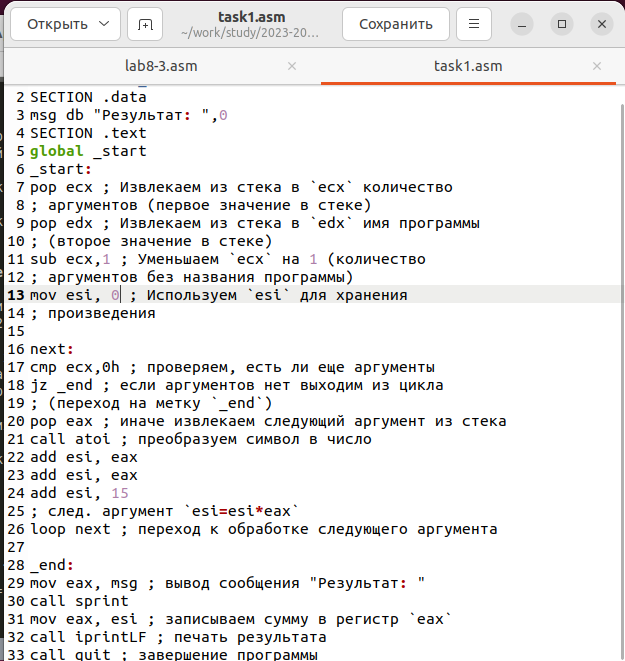 Открыть
task1.asm
~/work/study/2023-20...
Сохранить
lab8-3.asm
task1.asm
2 SECTION .data
3 msg db "Результат: ",0
4 SECTION .text
5 global _start
6 _start:
7 pop ecx ; Извлекаем из стека в `ecx` количество
8 ; аргументов (первое значение в стеке)
9 pop edx ; Извлекаем из стека в `edx` имя программы
10 ; (второе значение в стеке)
11 sub ecx,1 ; Уменьшаем `ecx` на 1 (количество
12 ; аргументов без названия программы)
13 mov esi, 0 ; Используем `esi` для хранения
14 ; произведения
15
16 next:
17 cmp ecx,0h ; проверяем, есть ли еще аргументы
18 jz _end ; если аргументов нет выходим из цикла
19 ; (переход на метку `_end`)
20 pop eax ; иначе извлекаем следующий аргумент из стека
21 call atoi ; преобразуем символ в число
22 add esi, eax
23 add esi, eax
24 add esi, 15
25 ; след. аргумент `esi=esi*eax`
26 loop next ; переход к обработке следующего аргумента
27
28 _end:
29 mov eax, msg ; вывод сообщения "Результат: "
30 call sprint
31 mov eax, esi ; записываем сумму в регистр `eax`
32 call iprintLF ; печать результата
33 call quit ; завершение программы